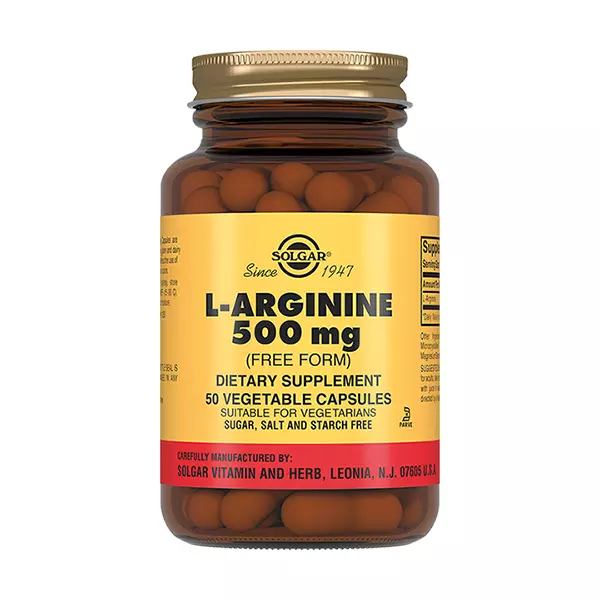 SOLGAR®
Since 1947
L-ARGININE
500 mg
(FREE FORM)
DIETARY SUPPLEMENT
50 VEGETABLE CAPSULES
SUITABLE FOR VEGETARIANS
SUGAR, SALT AND STARCH FREE
PARVE
CAREFULLY MANUFACTURED BY:
SOLGAR VITAMIN AND HERB, LEONIA, N.J. 07605 U.S.A